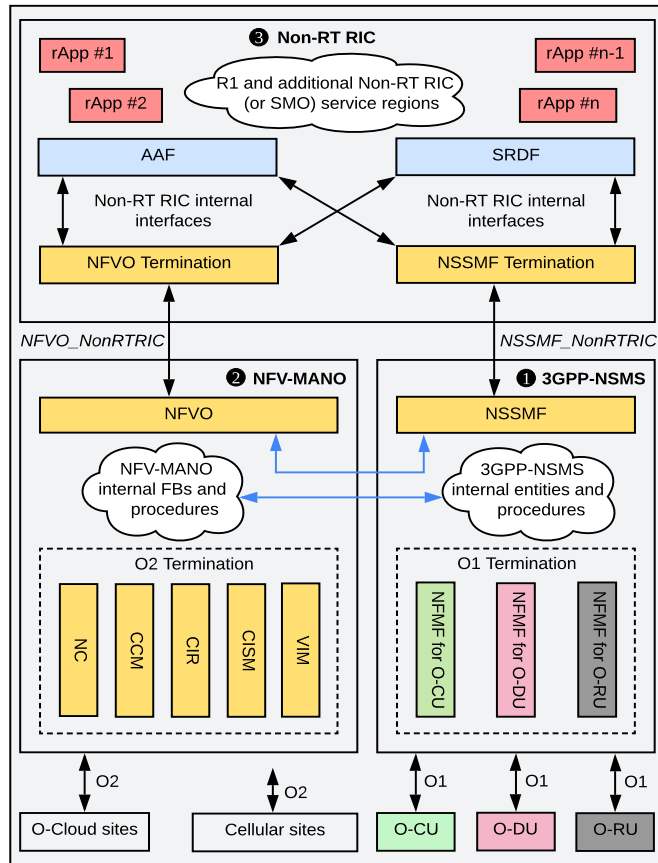 ❸ Non-RT RIC
rApp #1
rApp #n-1
R1 and additional Non-RT RIC
(or SMO) service regions
rApp #2
rApp #n
AAF
SRDF
Non-RT RIC internal
interfaces
Non-RT RIC internal
interfaces
NFVO Termination
NSSMF Termination
NFVO_NonRTRIC
NSSMF_NonRTRIC
❷ NFV-MANO
❶ 3GPP-NSMS
NFVO
NSSMF
NFV-MANO
internal FBs and
procedures
3GPP-NSMS
internal entities and
procedures
O2 Termination
NC
CCM
CIR
CISM
VIM
O1 Termination
NFMF for O-CU
NFMF for O-DU
NFMF for O-RU
O2
O2
O1
O1
O1
O-Cloud sites
Cellular sites
O-CU
O-DU
O-RU